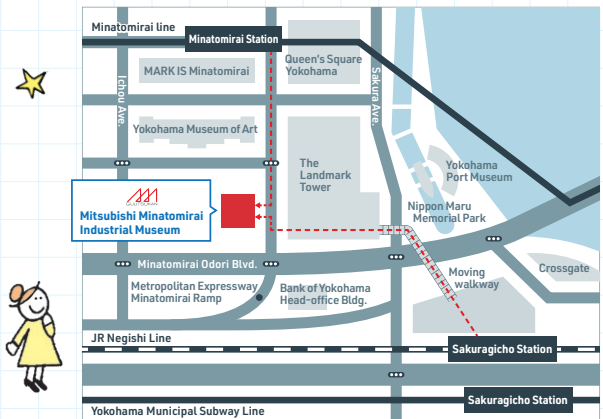 Minatomirai line
Minatomirai Station
MARK IS Minatomirai
Queen's Square
Yokohama
Ichou Ave.
Sakura Ave.
Yokohama Museum of Art
The
Landmark
Tower
Yokohama
Port Museum
Mitsubishi Minatomirai
Industrial Museum
Nippon Maru
Memorial Park
Minatomirai Odori Blvd.
Metropolitan Expressway
Minatomirai Ramp
Bank of Yokohama
Head-office Bldg.
Moving
walkway
Crossgate
JR Negishi Line
Sakuragicho Station
Sakuragicho Station
Yokohama Municipal Subway Line